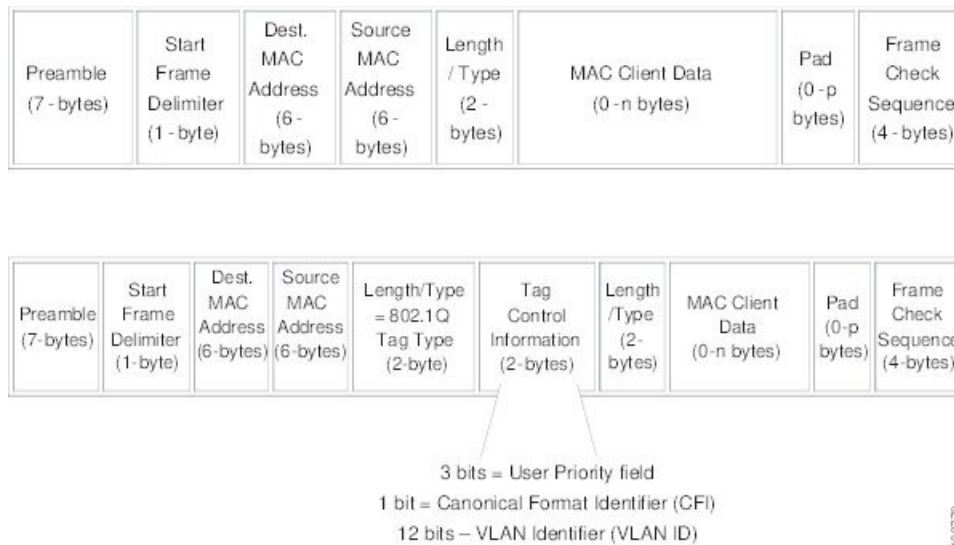 Preamble
(7 - bytes)
Start
Frame
Delimiter
(1 - byte)
Dest.
MAC
Address
(6 -
bytes)
Source
MAC
Address
(6 -
bytes)
Length
/ Type
(2 -
bytes)
MAC Client Data
(0 -n bytes)
Pad
(0 -p
bytes)
Frame
Check
Sequence
(4 - bytes)
Preamble
(7-bytes)
Start
Frame
Delimiter
(1-byte)
Dest.
MAC
Address
(6-bytes)
Source
MAC
Address
(6-bytes)
Length/Type
= 802.1Q
Tag Type
(2-byte)
Tag
Control
Information
(2-bytes)
Length
/Type
(2-
bytes)
MAC Client
Data
(0-n bytes)
Pad
(0-p
bytes)
Frame
Check
Sequence
(4-bytes)
3 bits = User Priority field
1 bit = Canonical Format Identifier (CFI)
12 bits – VLAN Identifier (VLAN ID)